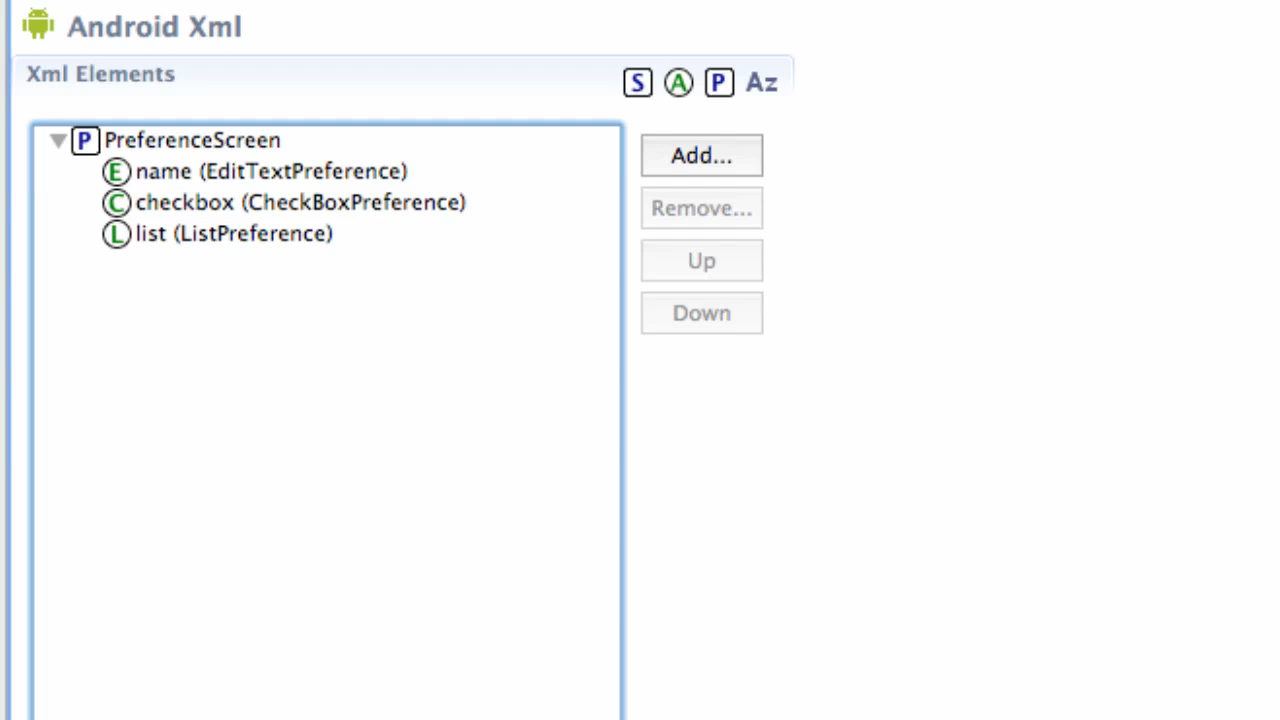 Android Xml
Xml Elements
S A P Az
P PreferenceScreen
E name (EditTextPreference)
C checkbox (CheckBoxPreference)
L list (ListPreference)
Add...
Remove...
Up
Down